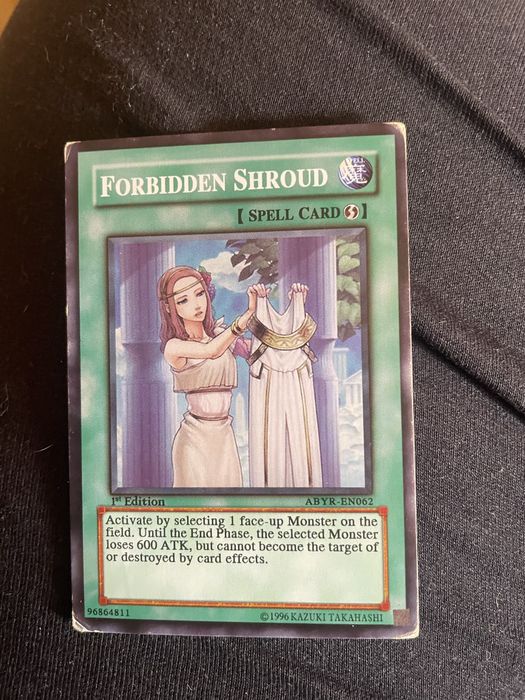 FORBIDDEN SHROUD
SPELL
魔
【 SPELL CARD 】
1st Edition
ABYR-EN062
Activate by selecting 1 face-up Monster on the
field. Until the End Phase, the selected Monster
loses 600 ATK, but cannot become the target of
or destroyed by card effects.
96864811
©1996 KAZUKI TAKAHASHI